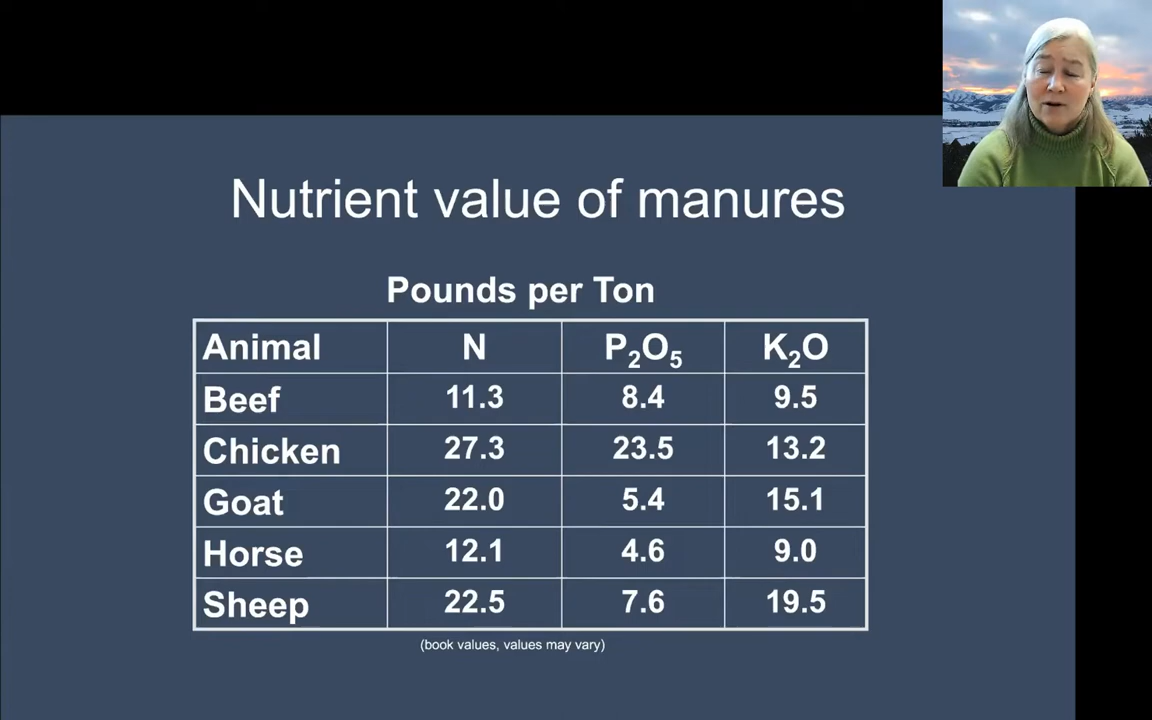 Nutrient value of manures
Pounds per Ton
Animal N P₂O₅ K₂O
Beef 11.3 8.4 9.5
Chicken 27.3 23.5 13.2
Goat 22.0 5.4 15.1
Horse 12.1 4.6 9.0
Sheep 22.5 7.6 19.5
(book values, values may vary)